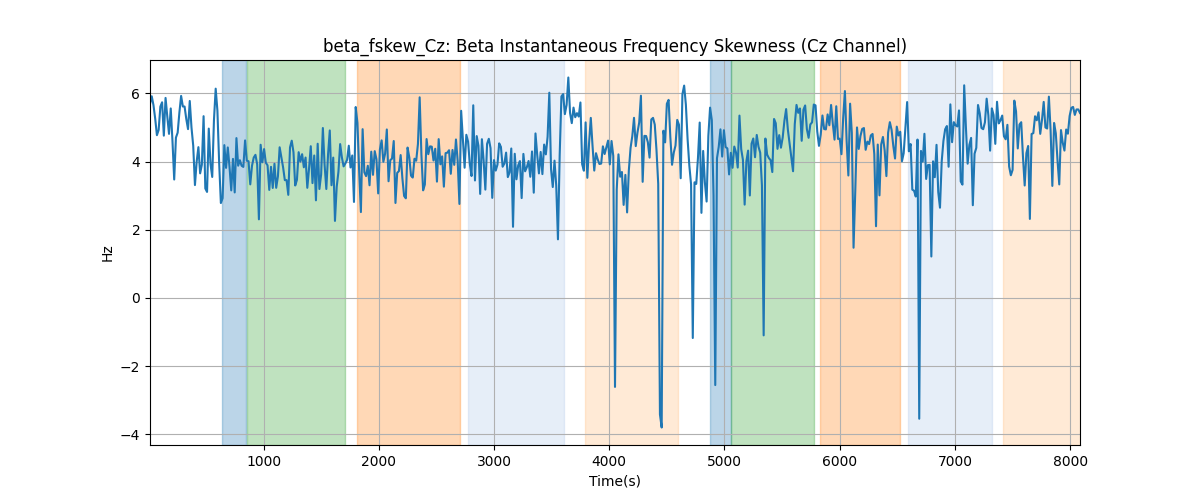 beta_fskew_Cz: Beta Instantaneous Frequency Skewness (Cz Channel)
6
4
2
0
−2
−4
Hz
1000 2000 3000 4000 5000 6000 7000 8000
Time(s)